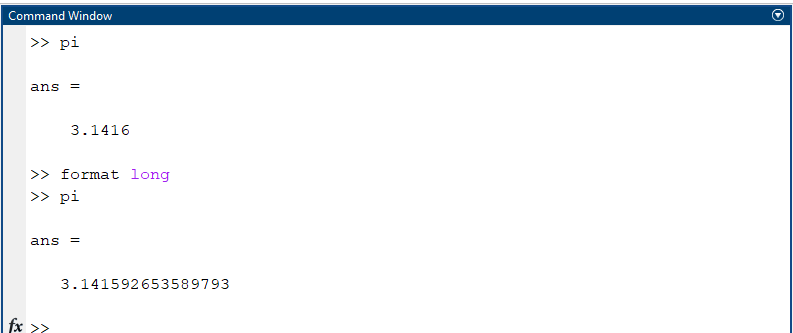 Command Window
>> pi
ans =
3.1416
>> format long
>> pi
ans =
3.141592653589793
fx >>